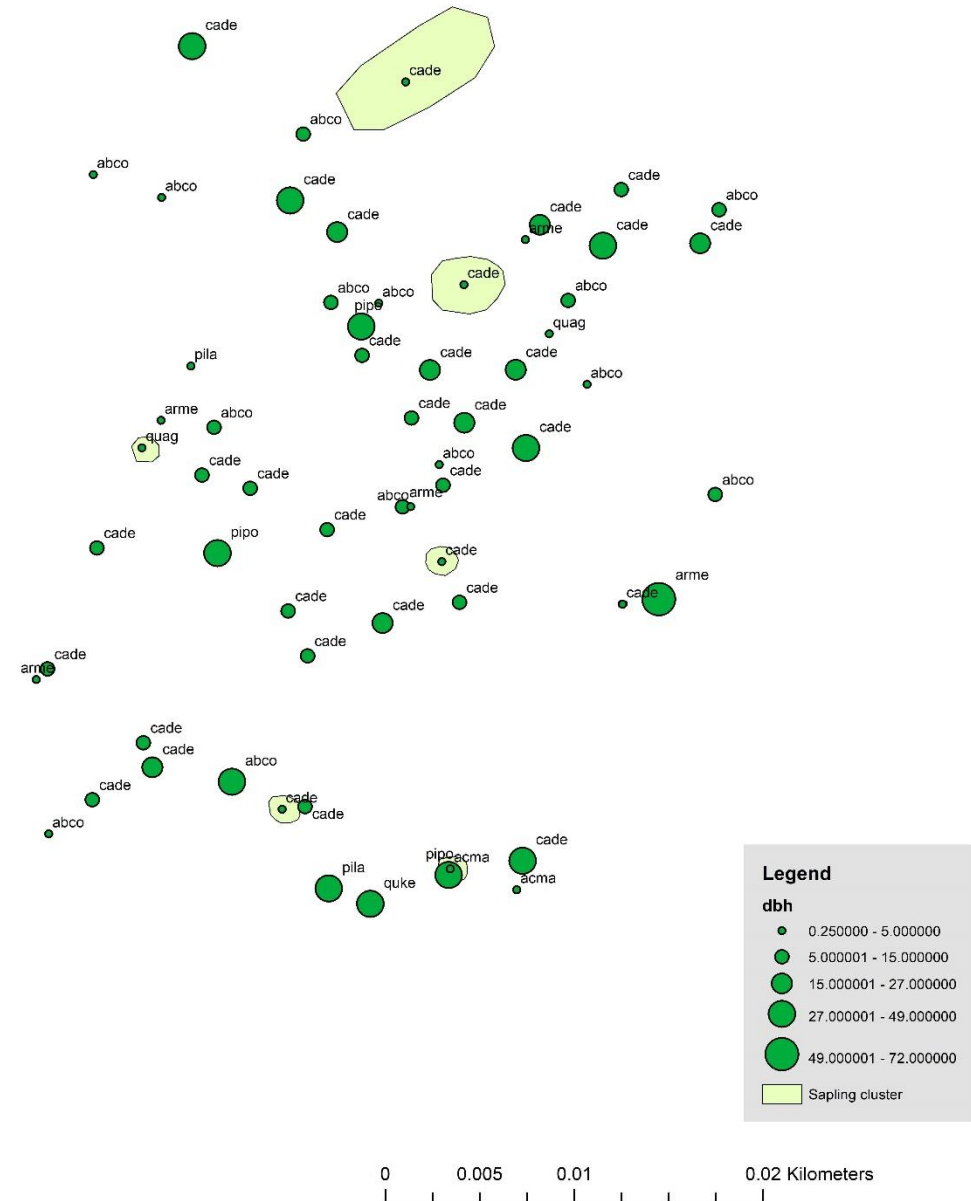 cade
cade
abco
abco
abco
cade
cade
cade
abco
cade
arme
cade
cade
cade
abco
abco
abco
pipo
quag
cade
cade
cade
pila
abco
cade
cade
arme
abco
cade
quag
abco
cade
cade
cade
abco
arme
abco
cade
cade
pipo
cade
arme
cade
cade
cade
cade
cade
cade
arme
cade
cade
abco
cade
cade
cade
abco
cade
pipo
acma
pila
quke
acma
Legend
dbh
0.250000 - 5.000000
5.000001 - 15.000000
15.000001 - 27.000000
27.000001 - 49.000000
49.000001 - 72.000000
Sapling cluster
0 0.005 0.01 0.02 Kilometers